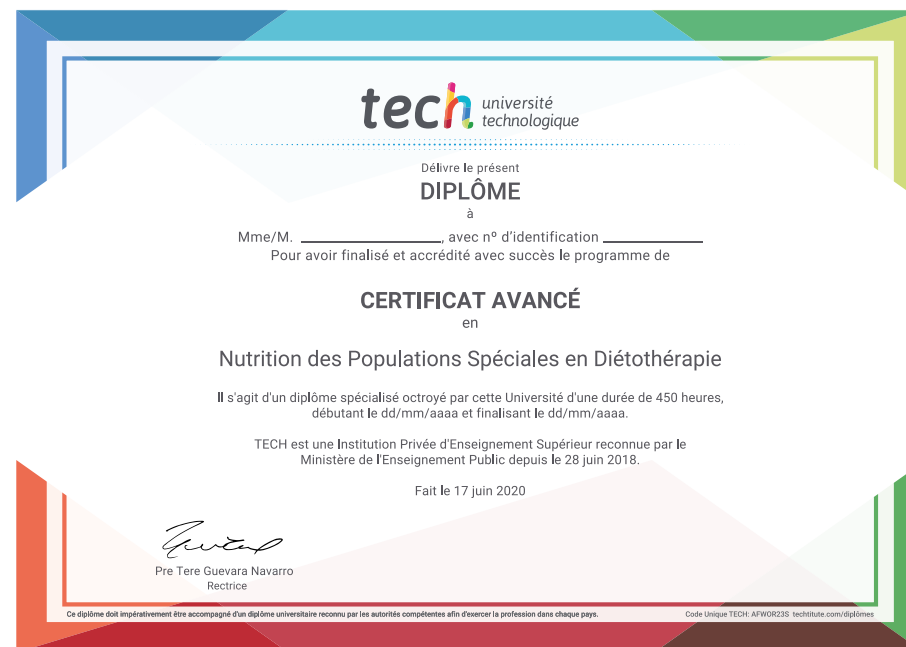 tech université
technologique
Délivre le présent
DIPLÔME
à
Mme/M. ____________________, avec nº d'identification ______________
Pour avoir finalisé et accrédité avec succès le programme de
CERTIFICAT AVANCÉ
en
Nutrition des Populations Spéciales en Diétothérapie
Il s'agit d'un diplôme spécialisé octroyé par cette Université d'une durée de 450 heures,
débutant le dd/mm/aaaa et finalisant le dd/mm/aaaa.
TECH est une Institution Privée d'Enseignement Supérieur reconnue par le
Ministère de l'Enseignement Public depuis le 28 juin 2018.
Fait le 17 juin 2020
Pre Tere Guevara Navarro
Rectrice
Ce diplôme doit impérativement être accompagné d'un diplôme universitaire reconnu par les autorités compétentes afin d'exercer la profession dans chaque pays.
Code Unique TECH: AFWOR23S techtitute.com/diplômes